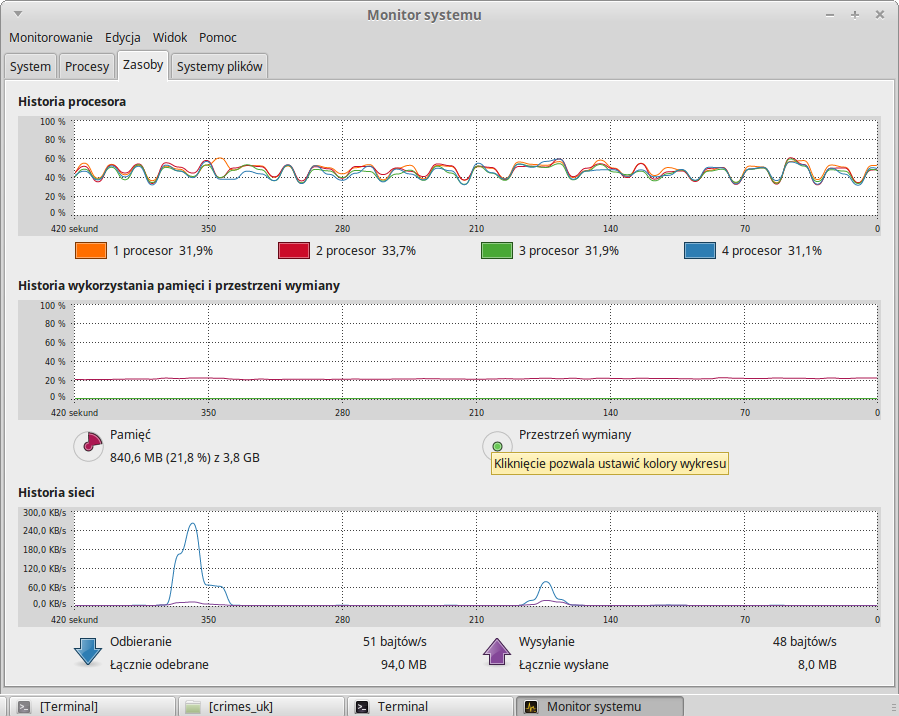 Monitor systemu
Monitorowanie Edycja Widok Pomoc
System Procesy Zasoby Systemy plików
Historia procesora
100 %
80 %
60 %
40 %
20 %
0 %
420 sekund 350 280 210 140 70 0
1 procesor 31,9% 2 procesor 33,7% 3 procesor 31,9% 4 procesor 31,1%
Historia wykorzystania pamięci i przestrzeni wymiany
100 %
80 %
60 %
40 %
20 %
0 %
420 sekund 350 280 210 140 70 0
Pamięć Przestrzeń wymiany
840,6 MB (21,8 %) z 3,8 GB
Kliknięcie pozwala ustawić kolory wykresu
Historia sieci
300,0 KB/s
240,0 KB/s
180,0 KB/s
120,0 KB/s
60,0 KB/s
0,0 KB/s
420 sekund 350 280 210 140 70 0
Odbieranie 51 bajtów/s Wysyłanie 48 bajtów/s
Łącznie odebrane 94,0 MB Łącznie wysłane 8,0 MB
[Terminal] [crimes_uk] Terminal Monitor systemu